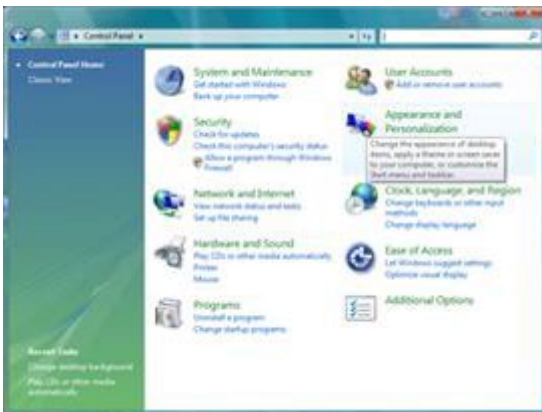 Control Panel
Control Panel Home
Classic View
System and Maintenance
Get started with Windows
Back up your computer
Security
Check for updates
Check this computer's security status
Allow a program through Windows
Firewall
Network and Internet
View network status and tasks
Set up file sharing
Hardware and Sound
Play CDs or other media automatically
Printer
Mouse
Programs
Uninstall a program
Change startup programs
User Accounts
Add or remove user accounts
Appearance and
Personalization
Change the appearance of desktop
items, apply a theme or screen saver
to your computer, or customize the
Start menu and taskbar.
Clock, Language, and Region
Change keyboards or other input
methods
Change display language
Ease of Access
Let Windows suggest settings
Optimize visual display
Additional Options
Recent Tasks
Change desktop background
Play CDs or other media
automatically